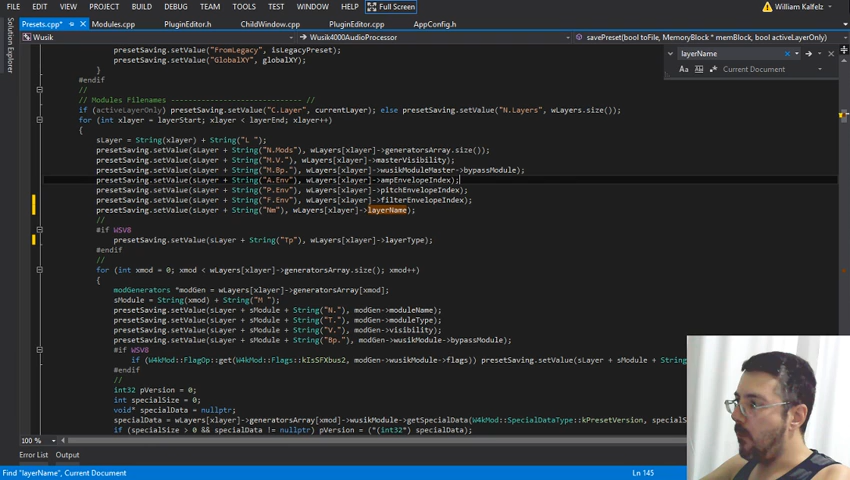 FILE EDIT VIEW PROJECT BUILD DEBUG TEAM TOOLS TEST WINDOW HELP Full Screen William Kalfelz
Presets.cpp* Modules.cpp PluginEditor.h ChildWindow.cpp PluginEditor.cpp AppConfig.h
Wusik Wusik4000AudioProcessor savePreset(bool toFile, MemoryBlock * memBlock, bool activeLayerOnly)
layerName
Aa Current Document
Solution Explorer
presetSaving.setValue("FromLegacy", isLegacyPreset);
presetSaving.setValue("GlobalXY", globalXY);
}
#endif
//
// Modules Filenames ----------------------------- //
if (activeLayerOnly) presetSaving.setValue("C.Layer", currentLayer); else presetSaving.setValue("N.Layers", wLayers.size());
for (int xlayer = layerStart; xlayer < layerEnd; xlayer++)
{
sLayer = String(xlayer) + String("L ");
presetSaving.setValue(sLayer + String("N.Mods"), wLayers[xlayer]->generatorsArray.size());
presetSaving.setValue(sLayer + String("M.V."), wLayers[xlayer]->masterVisibility);
presetSaving.setValue(sLayer + String("M.Bp."), wLayers[xlayer]->wusikModuleMaster->bypassModule);
presetSaving.setValue(sLayer + String("A.Env"), wLayers[xlayer]->ampEnvelopeIndex);
presetSaving.setValue(sLayer + String("P.Env"), wLayers[xlayer]->pitchEnvelopeIndex);
presetSaving.setValue(sLayer + String("F.Env"), wLayers[xlayer]->filterEnvelopeIndex);
presetSaving.setValue(sLayer + String("Nm"), wLayers[xlayer]->layerName);
//
#if WSV8
presetSaving.setValue(sLayer + String("Tp"), wLayers[xlayer]->layerType);
#endif
//
for (int xmod = 0; xmod < wLayers[xlayer]->generatorsArray.size(); xmod++)
{
modGenerators *modGen = wLayers[xlayer]->generatorsArray[xmod];
sModule = String(xmod) + String("M ");
presetSaving.setValue(sLayer + sModule + String("N."), modGen->moduleName);
presetSaving.setValue(sLayer + sModule + String("T."), modGen->moduleType);
presetSaving.setValue(sLayer + sModule + String("V."), modGen->visibility);
presetSaving.setValue(sLayer + sModule + String("Bp."), modGen->wusikModule->bypassModule);
#if WSV8
if (W4kMod::FlagOp::get(W4kMod::Flags::kIsSFXbus2, modGen->wusikModule->flags)) presetSaving.setValue(sLayer + sModule + Strin
#endif
//
int32 pVersion = 0;
int specialSize = 0;
void* specialData = nullptr;
specialData = wLayers[xlayer]->generatorsArray[xmod]->wusikModule->getSpecialData(W4kMod::SpecialDataType::kPresetVersion, specialS
if (specialSize > 0 && specialData != nullptr) pVersion = (*(int32*) specialData);
100 %
Error List Output
Find "layerName", Current Document Ln 145